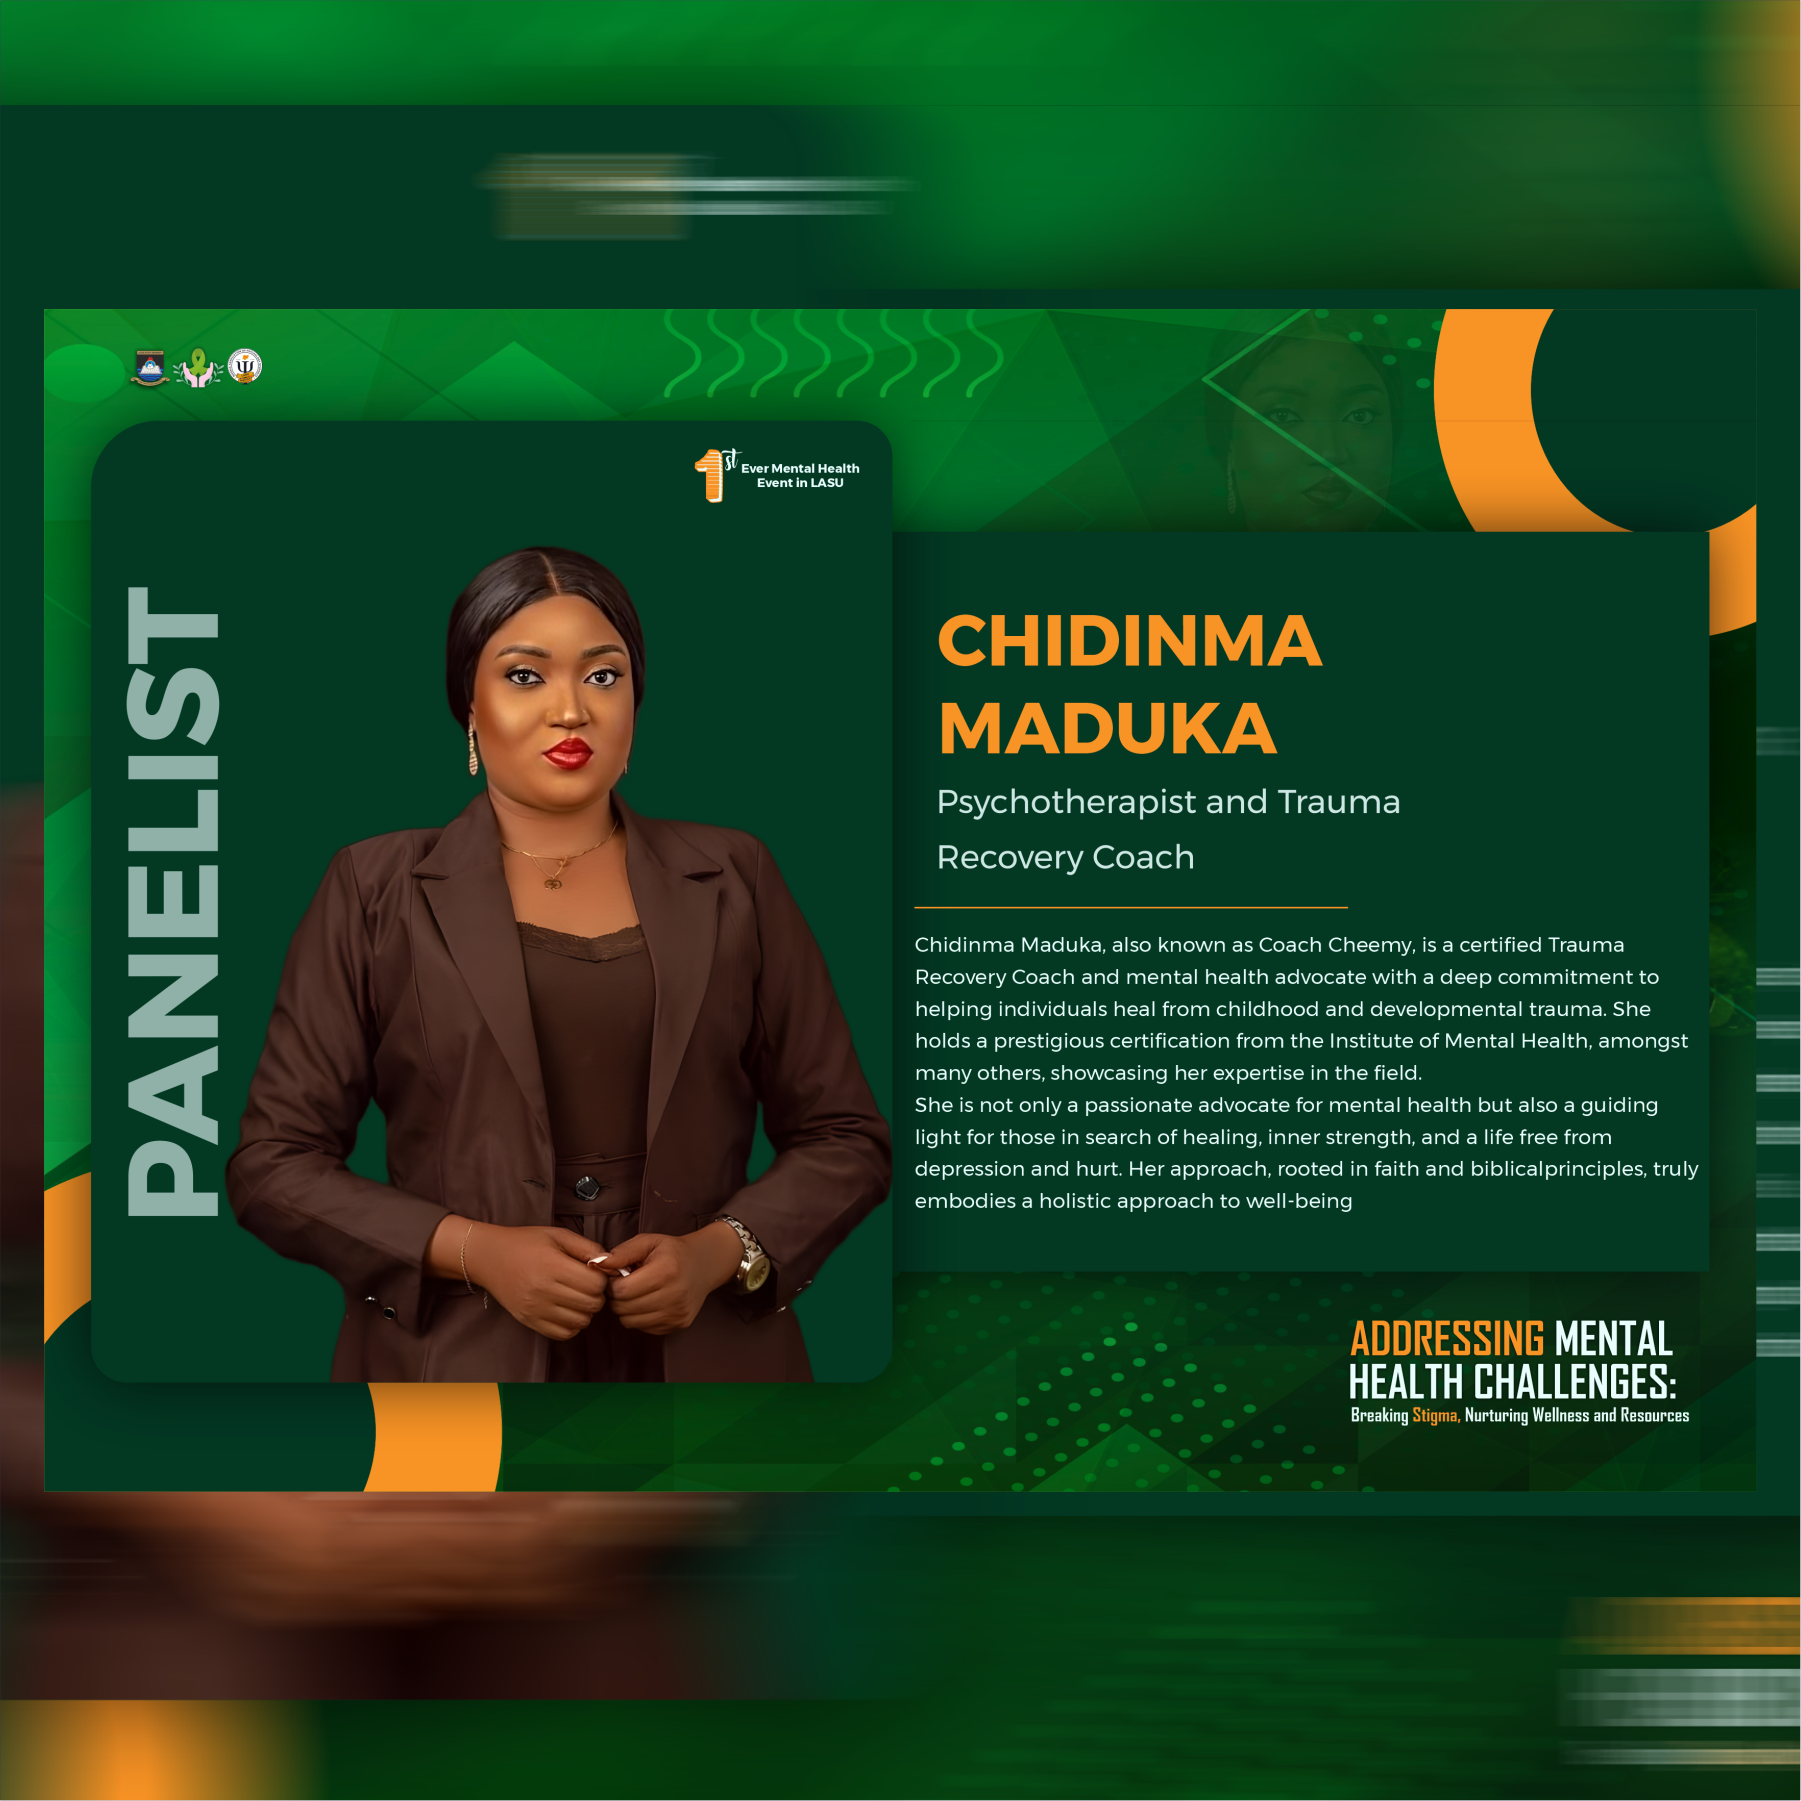 1st Ever Mental Health
Event in LASU
PANELIST
CHIDINMA
MADUKA
Psychotherapist and Trauma
Recovery Coach
Chidinma Maduka, also known as Coach Cheemy, is a certified Trauma
Recovery Coach and mental health advocate with a deep commitment to
helping individuals heal from childhood and developmental trauma. She
holds a prestigious certification from the Institute of Mental Health, amongst
many others, showcasing her expertise in the field.
She is not only a passionate advocate for mental health but also a guiding
light for those in search of healing, inner strength, and a life free from
depression and hurt. Her approach, rooted in faith and biblicalprinciples, truly
embodies a holistic approach to well-being
ADDRESSING MENTAL
HEALTH CHALLENGES:
Breaking Stigma, Nurturing Wellness and Resources